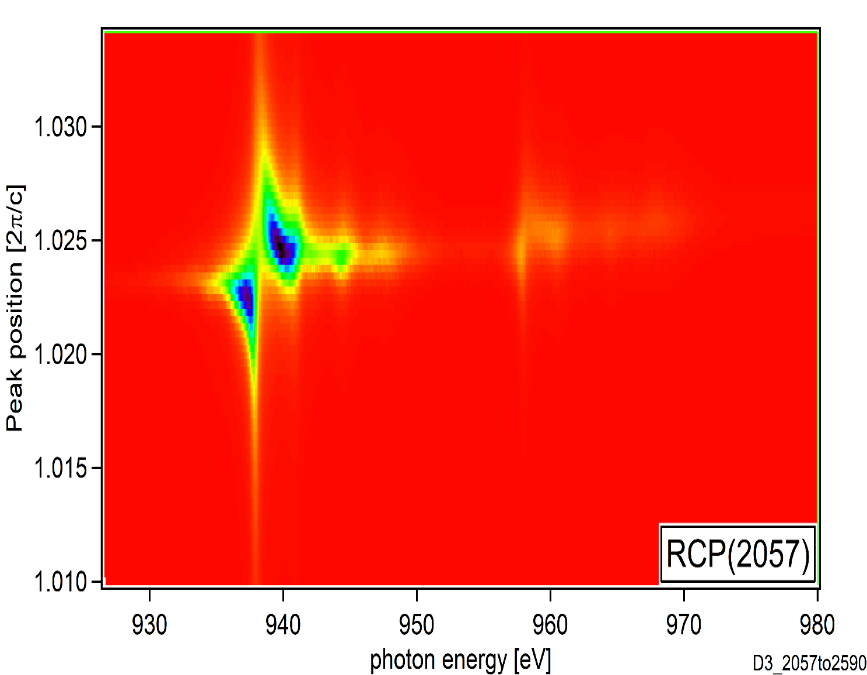 1.030
1.025
1.020
1.015
1.010
Peak position [2π/c]
RCP(2057)
930 940 950 960 970 980
photon energy [eV]
D3_2057to2590